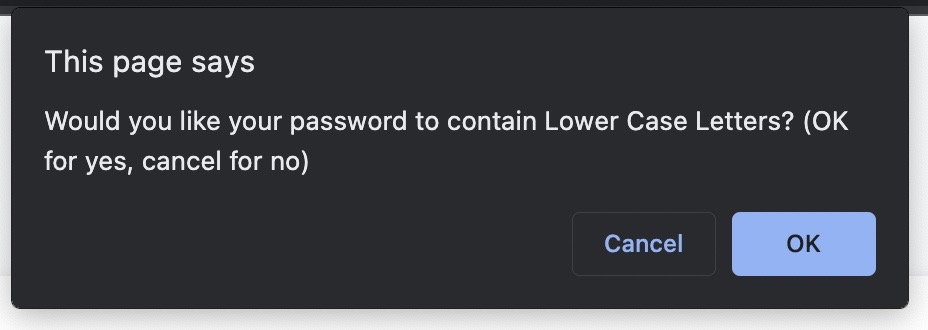 This page says
Would you like your password to contain Lower Case Letters? (OK
for yes, cancel for no)
Cancel
OK